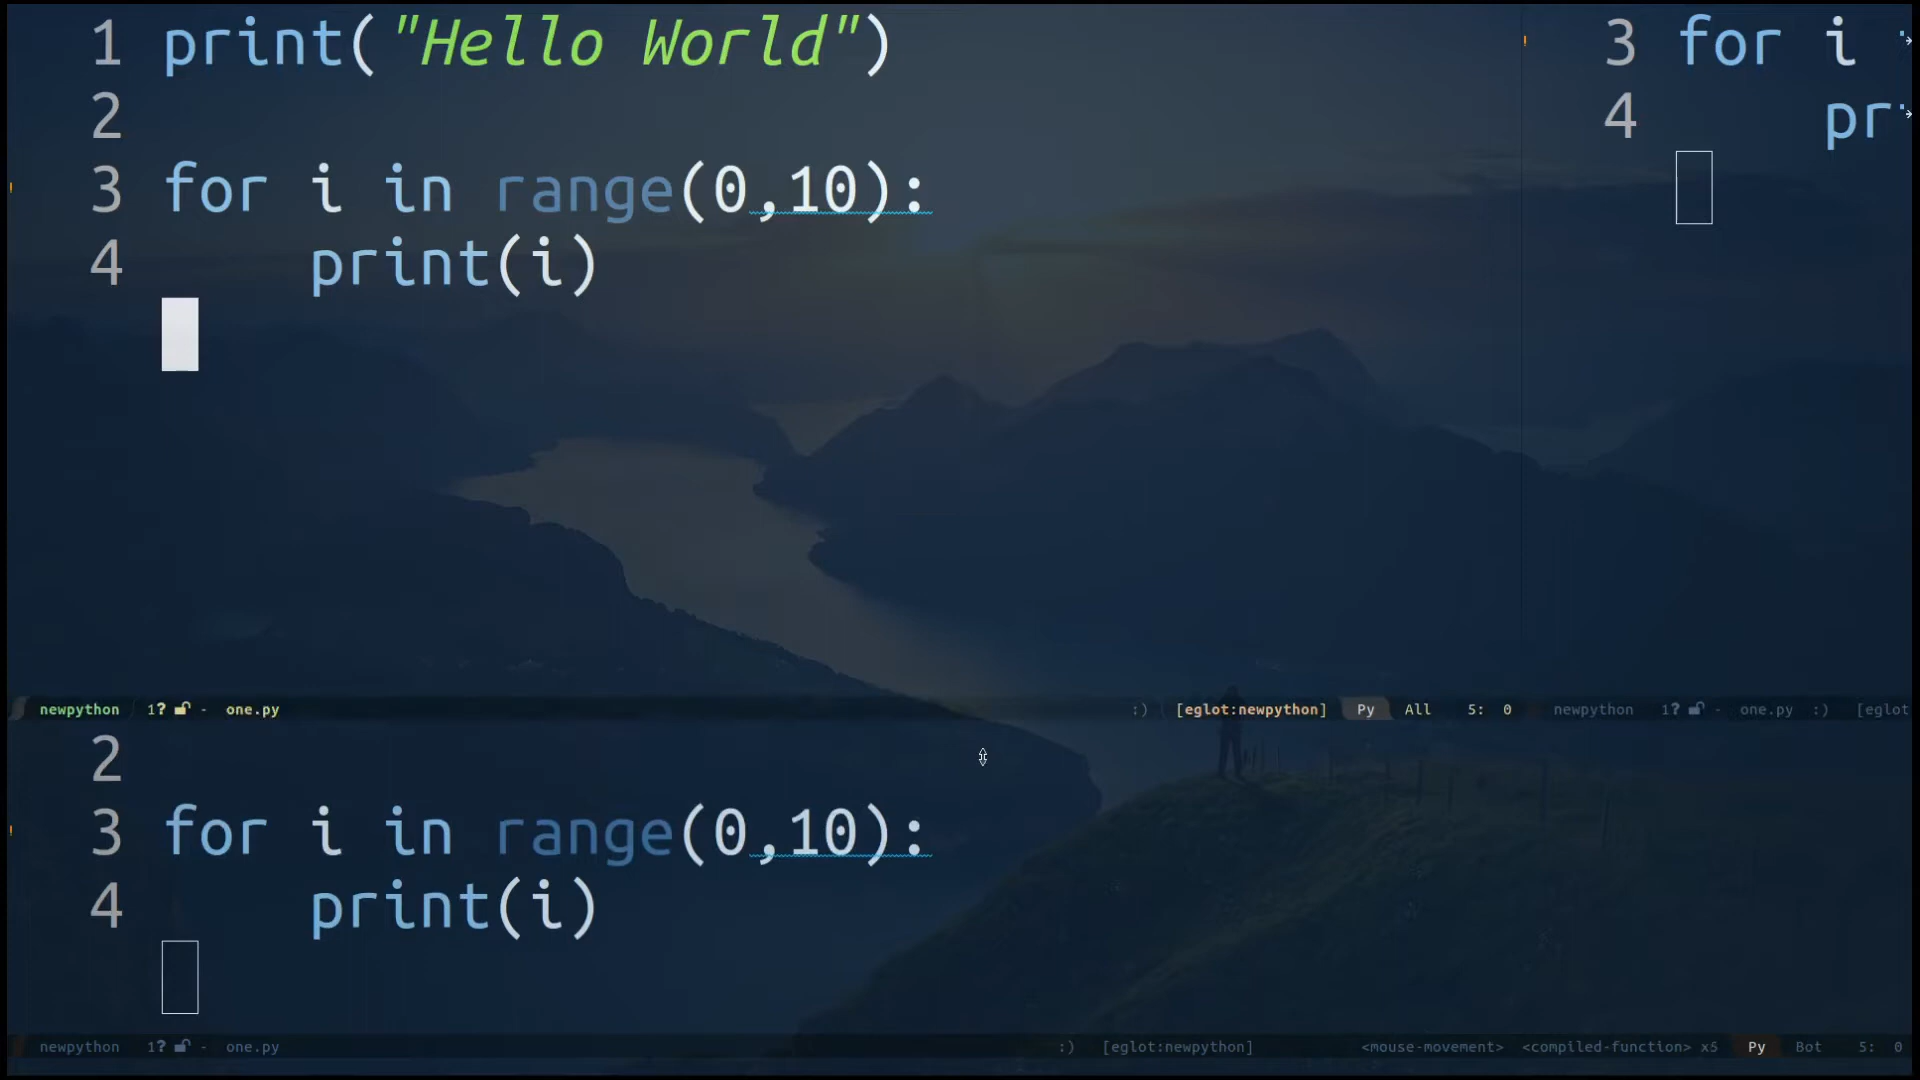 1 print("Hello World")
2
3 for i in range(0,10):
4 print(i)
3 for i
4 pr
newpython 1? - one.py :) [eglot:newpython] Py All 5: 0
newpython 1? - one.py :) [eglot
2
3 for i in range(0,10):
4 print(i)
newpython 1? - one.py :) [eglot:newpython] <mouse-movement> <compiled-function> x5 Py Bot 5: 0